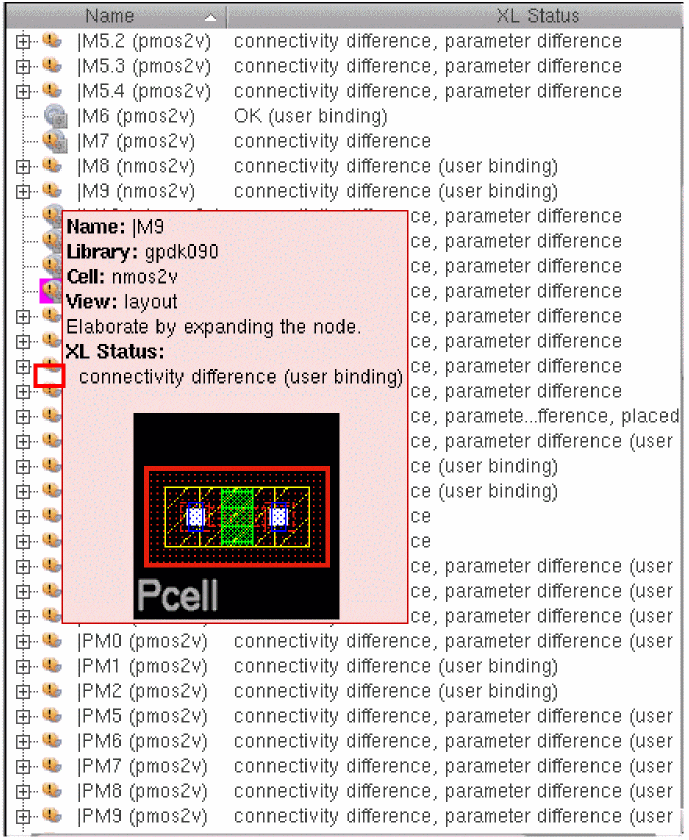 Name XL Status
|M5.2 (pmos2v) connectivity difference, parameter difference
|M5.3 (pmos2v) connectivity difference, parameter difference
|M5.4 (pmos2v) connectivity difference, parameter difference
|M6 (pmos2v) OK (user binding)
|M7 (pmos2v) connectivity difference
|M8 (nmos2v) connectivity difference (user binding)
|M9 (nmos2v) connectivity difference (user binding)
ce, parameter difference
Name: |M9
ce, parameter difference
Library: gpdk090
ce, parameter difference
Cell: nmos2v
ce, parameter difference
View: layout
ce, parameter difference
Elaborate by expanding the node.
ce, parameter difference
XL Status:
ce, parameter difference
connectivity difference (user binding)
ce, parameter difference
ce, paramete...fference, placed
ce, parameter difference (user
ce (user binding)
ce (user binding)
ce
ce
ce, parameter difference (user
ce, parameter difference (user
Pcell
ce, parameter difference (user
|PM0 (pmos2v) connectivity difference, parameter difference (user
|PM1 (pmos2v) connectivity difference (user binding)
|PM2 (pmos2v) connectivity difference (user binding)
|PM5 (pmos2v) connectivity difference, parameter difference (user
|PM6 (pmos2v) connectivity difference, parameter difference (user
|PM7 (pmos2v) connectivity difference, parameter difference (user
|PM8 (pmos2v) connectivity difference, parameter difference (user
|PM9 (pmos2v) connectivity difference, parameter difference (user